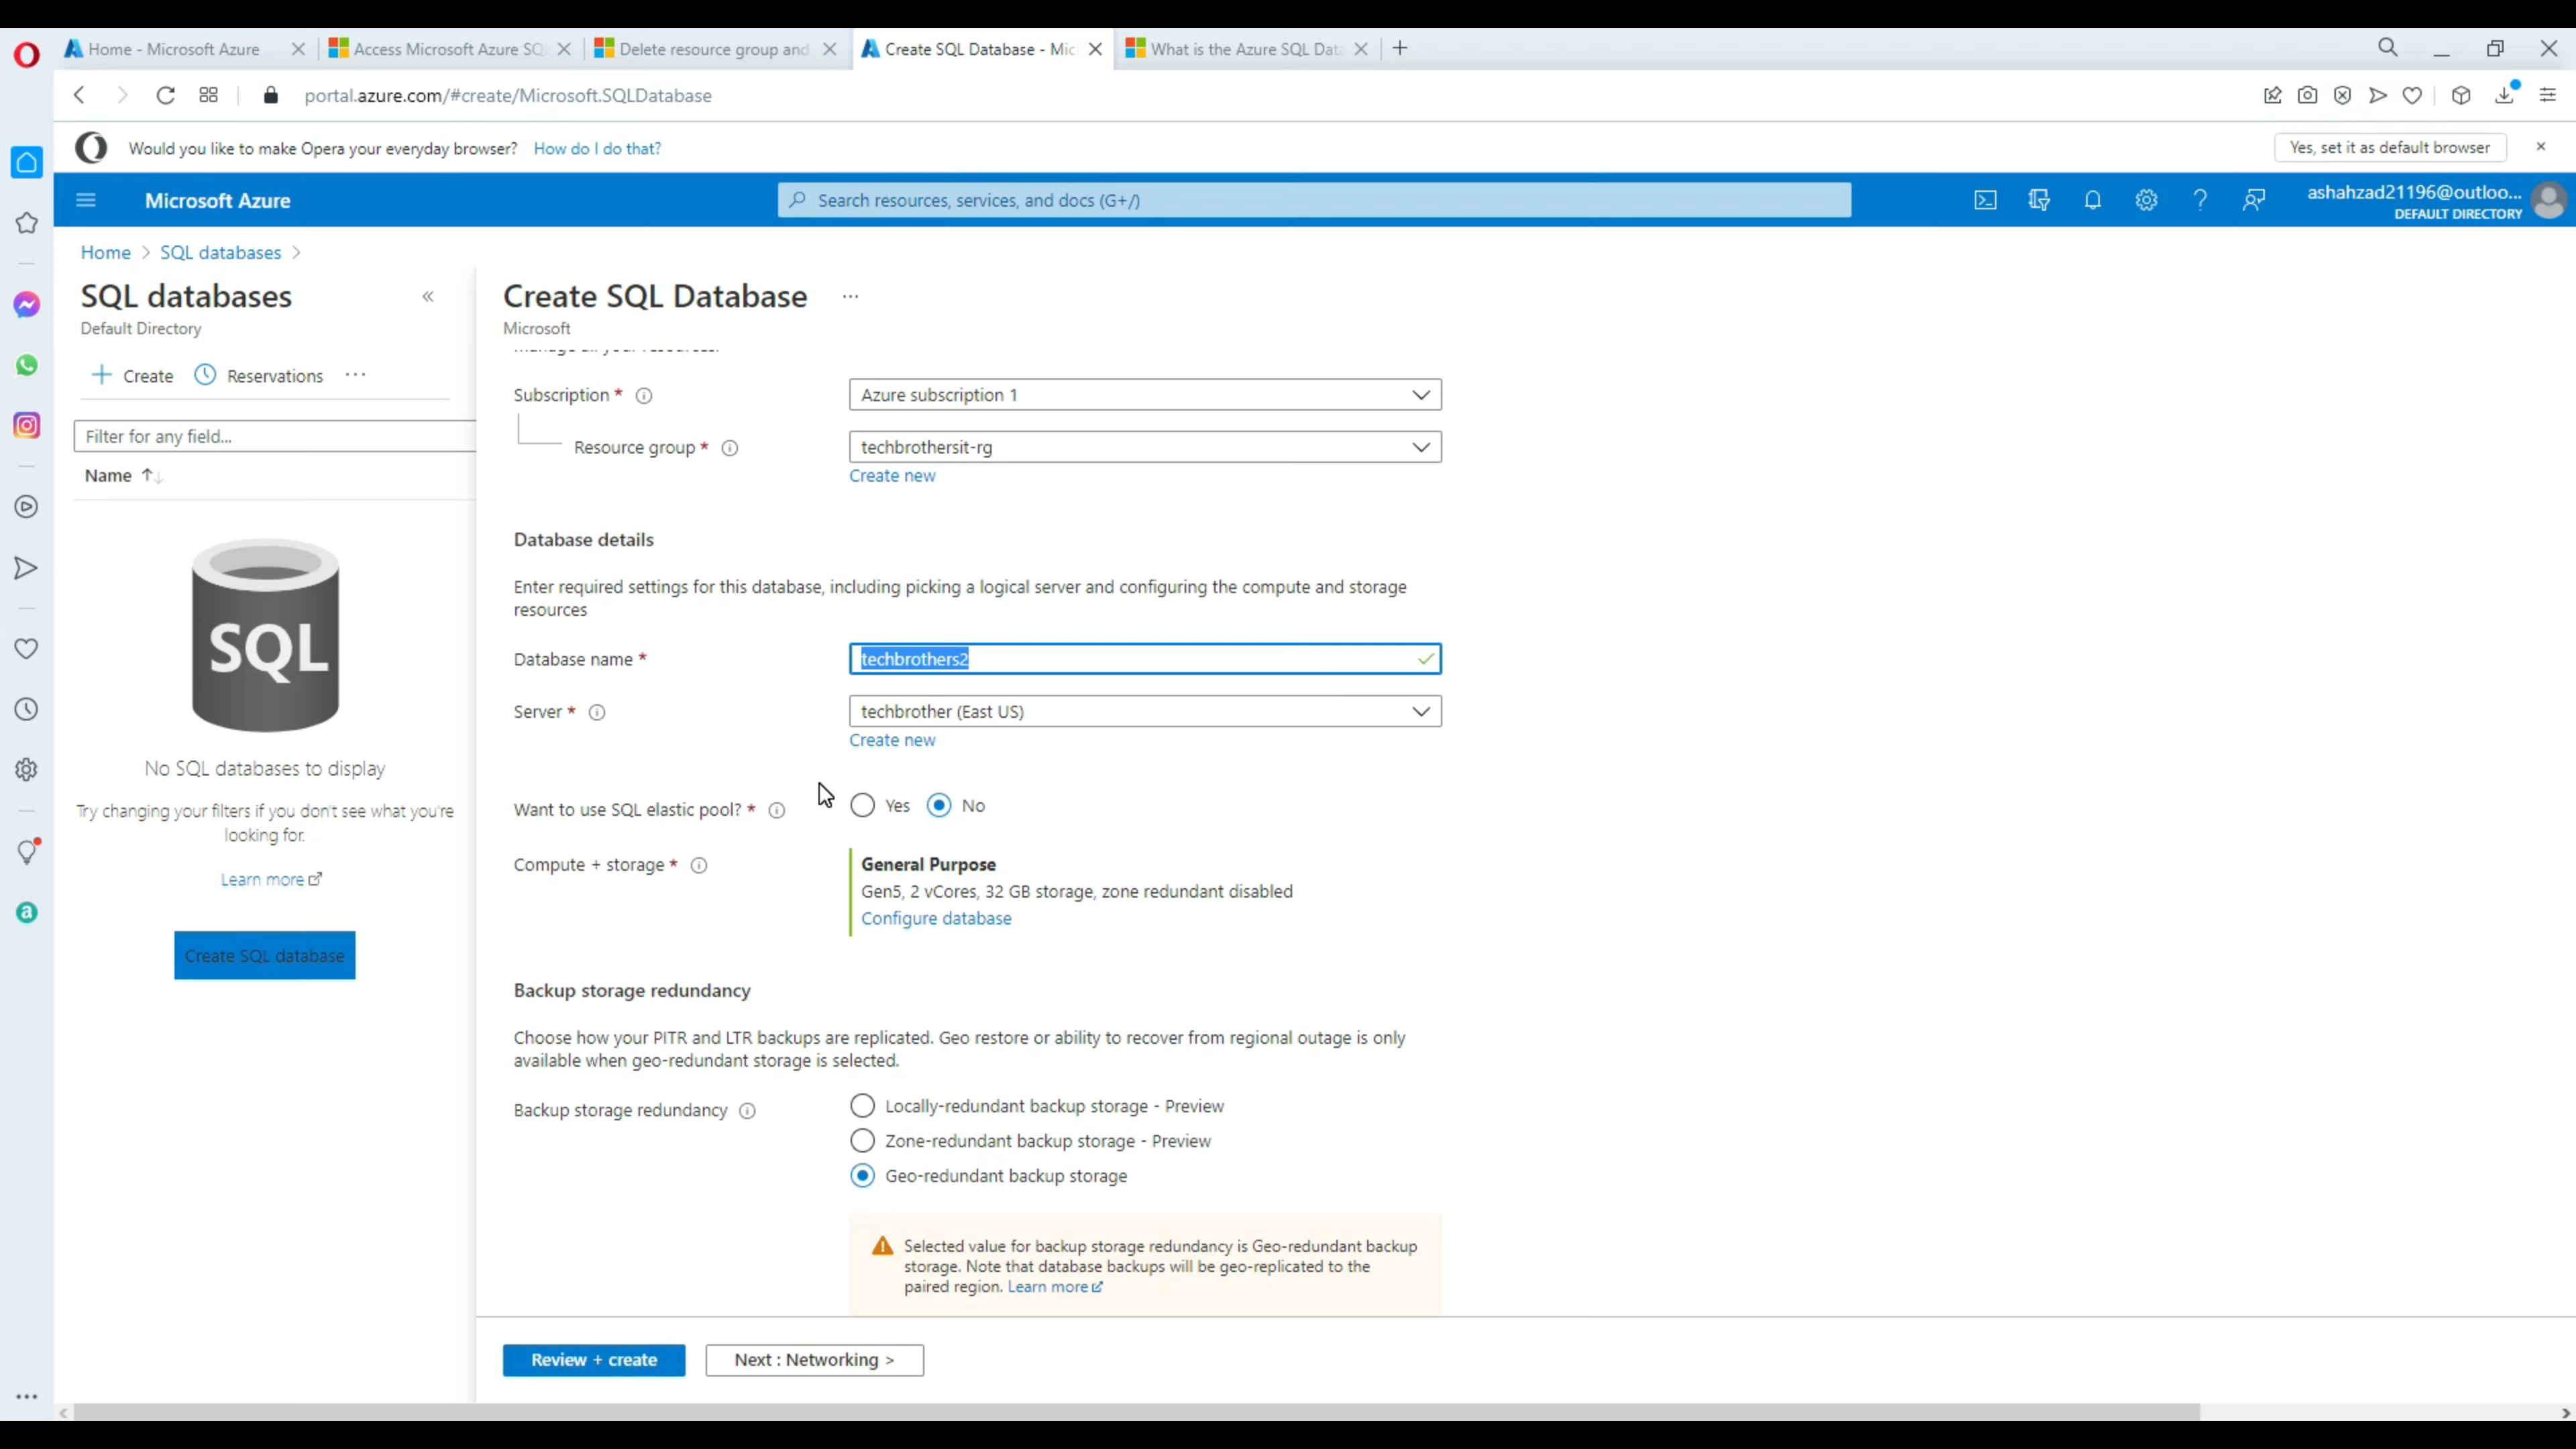 Home - Microsoft Azure
Access Microsoft Azure SQ
Delete resource group and
Create SQL Database - Mic
What is the Azure SQL Dat
portal.azure.com/#create/Microsoft.SQLDatabase
Would you like to make Opera your everyday browser? How do I do that?
Yes, set it as default browser
Microsoft Azure
Search resources, services, and docs (G+/)
ashahzad21196@outloo...
DEFAULT DIRECTORY
Home > SQL databases >
SQL databases
Default Directory
Create
Reservations
Filter for any field...
Name
SQL
No SQL databases to display
Try changing your filters if you don't see what you're
looking for.
Learn more
Create SQL database
Create SQL Database
Microsoft
manage all your resources.
Subscription *
Azure subscription 1
Resource group *
techbrothersit-rg
Create new
Database details
Enter required settings for this database, including picking a logical server and configuring the compute and storage
resources
Database name *
techbrothers2
Server *
techbrother (East US)
Create new
Want to use SQL elastic pool? *
Yes
No
Compute + storage *
General Purpose
Gen5, 2 vCores, 32 GB storage, zone redundant disabled
Configure database
Backup storage redundancy
Choose how your PITR and LTR backups are replicated. Geo restore or ability to recover from regional outage is only
available when geo-redundant storage is selected.
Backup storage redundancy
Locally-redundant backup storage - Preview
Zone-redundant backup storage - Preview
Geo-redundant backup storage
Selected value for backup storage redundancy is Geo-redundant backup
storage. Note that database backups will be geo-replicated to the
paired region. Learn more
Review + create
Next : Networking >